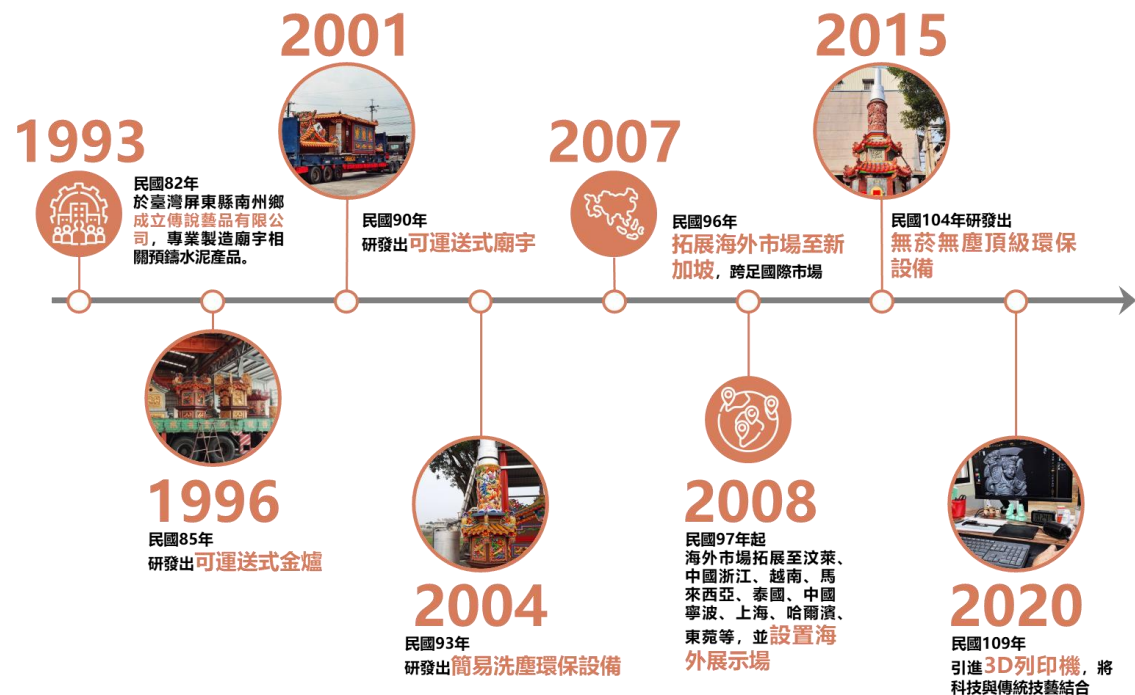 1993
民國82年
於臺灣屏東縣南州鄉
成立傳說藝品有限公
司，專業製造廟宇相
關預鑄水泥產品。
1996
民國85年
研發出可運送式金爐
2001
民國90年
研發出可運送式廟宇
2004
民國93年
研發出簡易洗塵環保設備
2007
民國96年
拓展海外市場至新
加坡，跨足國際市場
2008
民國97年起
海外市場拓展至汶萊、
中國浙江、越南、馬
來西亞、泰國、中國
寧波、上海、哈爾濱、
東莞等，並設置海
外展示場
2015
民國104年研發出
無菸無塵頂級環保
設備
2020
民國109年
引進3D列印機，將
科技與傳統技藝結合